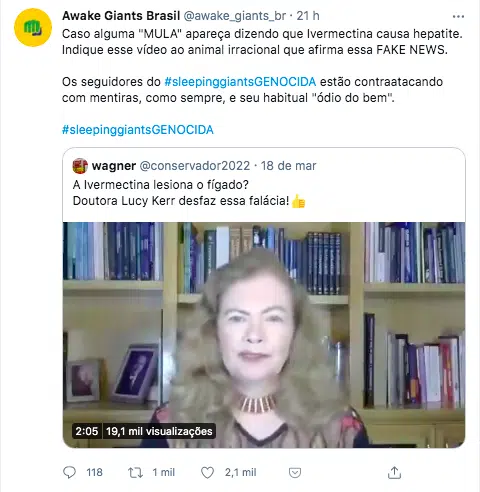 Awake Giants Brasil @awake_giants_br · 21 h
Caso alguma "MULA" apareça dizendo que Ivermectina causa hepatite.
Indique esse vídeo ao animal irracional que afirma essa FAKE NEWS.
Os seguidores do #sleepinggiantsGENOCIDA estão contraatacando
com mentiras, como sempre, e seu habitual "ódio do bem".
#sleepinggiantsGENOCIDA
wagner @conservador2022 · 18 de mar
A Ivermectina lesiona o fígado?
Doutora Lucy Kerr desfaz essa falácia!👍
2:05 19,1 mil visualizações
118 1 mil 2,1 mil